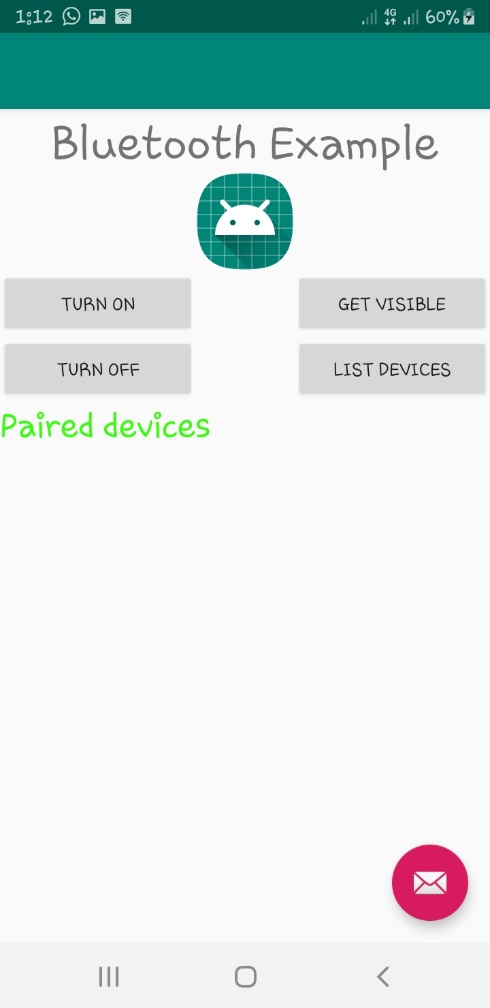 1:12 4G 60%
Bluetooth Example
TURN ON GET VISIBLE
TURN OFF LIST DEVICES
Paired devices